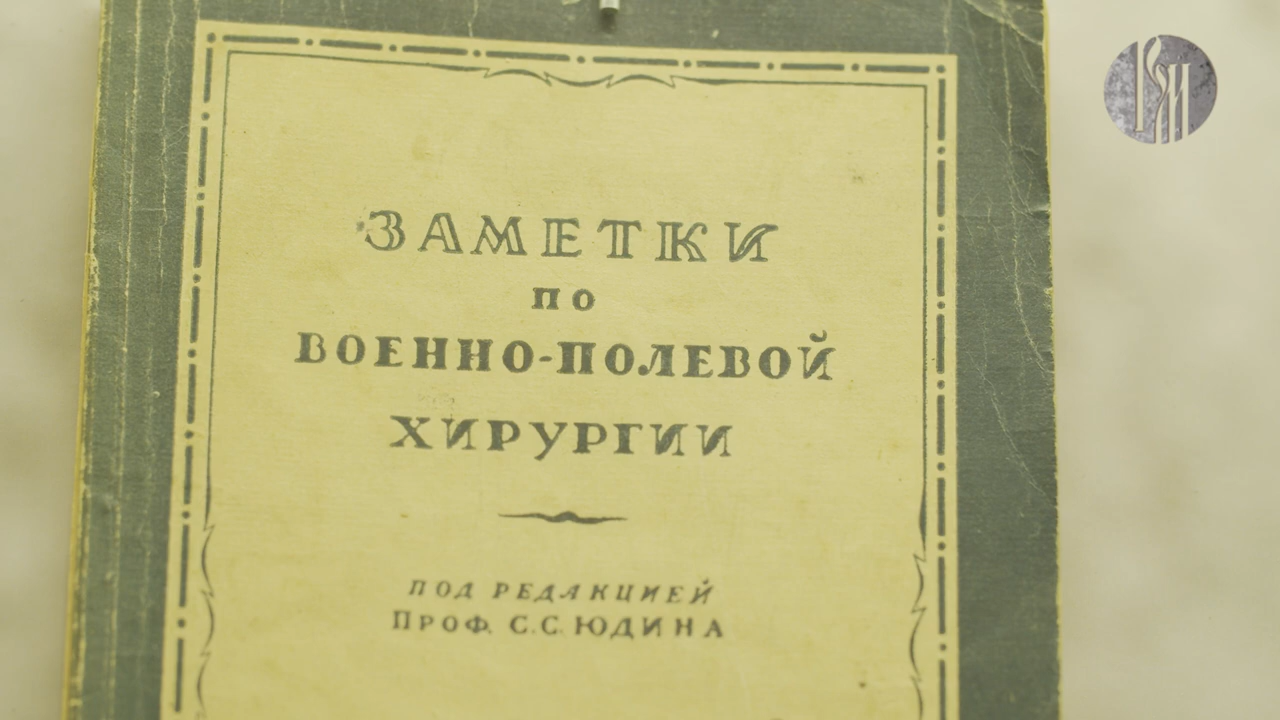 ЗАМЕТКИ
ПО
ВОЕННО-ПОЛЕВОЙ
ХИРУРГИИ
ПОД РЕДАКЦИЕЙ
ПРОФ. С.С. ЮДИНА